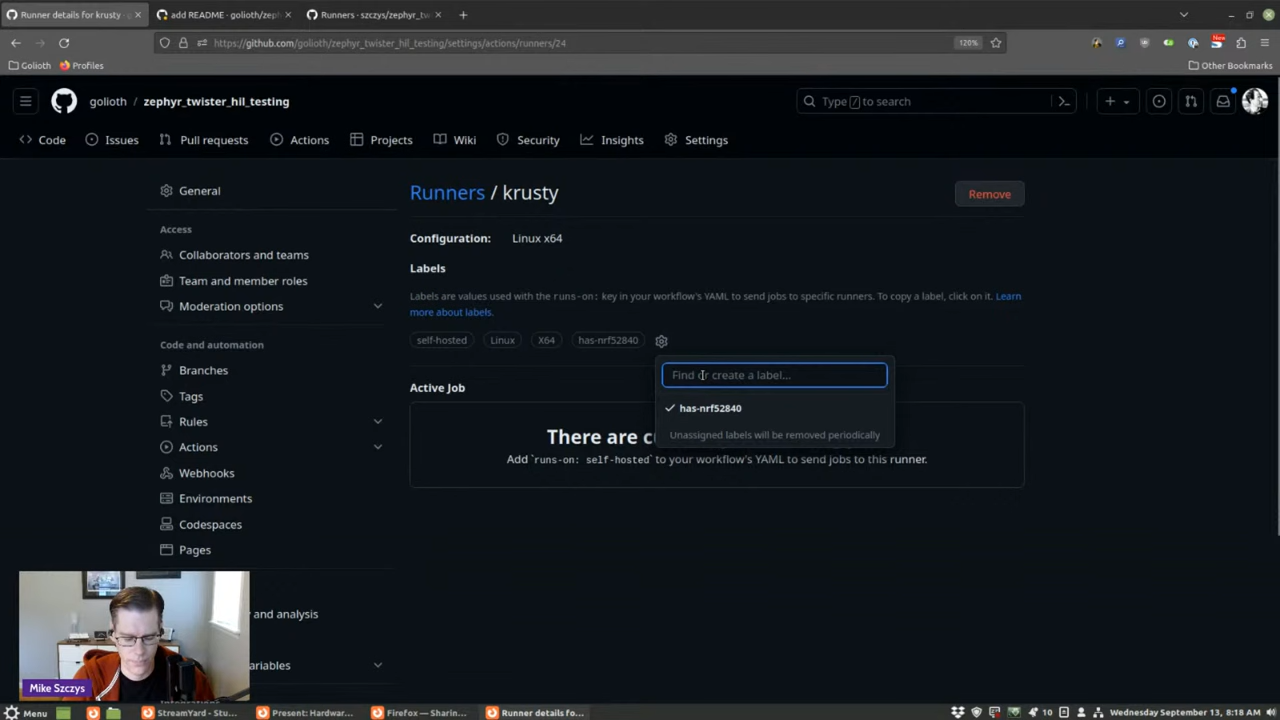 Runner details for krusty · g
add README · golioth/zeph
Runners · szczys/zephyr_tw
https://github.com/golioth/zephyr_twister_hil_testing/settings/actions/runners/24
120%
New
Golioth
Profiles
Other Bookmarks
golioth / zephyr_twister_hil_testing
Type / to search
Code
Issues
Pull requests
Actions
Projects
Wiki
Security
Insights
Settings
General
Access
Collaborators and teams
Team and member roles
Moderation options
Code and automation
Branches
Tags
Rules
Actions
Webhooks
Environments
Codespaces
Pages
y and analysis
ariables
Runners / krusty
Remove
Configuration: Linux x64
Labels
Labels are values used with the runs-on: key in your workflow's YAML to send jobs to specific runners. To copy a label, click on it. Learn
more about labels.
self-hosted
Linux
X64
has-nrf52840
Find or create a label...
has-nrf52840
Unassigned labels will be removed periodically
Active Job
There are c
Add `runs-on: self-hosted` to your workflow's YAML to send jobs to this runner.
Mike Szczys
Menu
StreamYard - Stu...
Present: Hardwar...
Firefox — Sharin...
Runner details fo...
10
Wednesday September 13, 8:18 AM